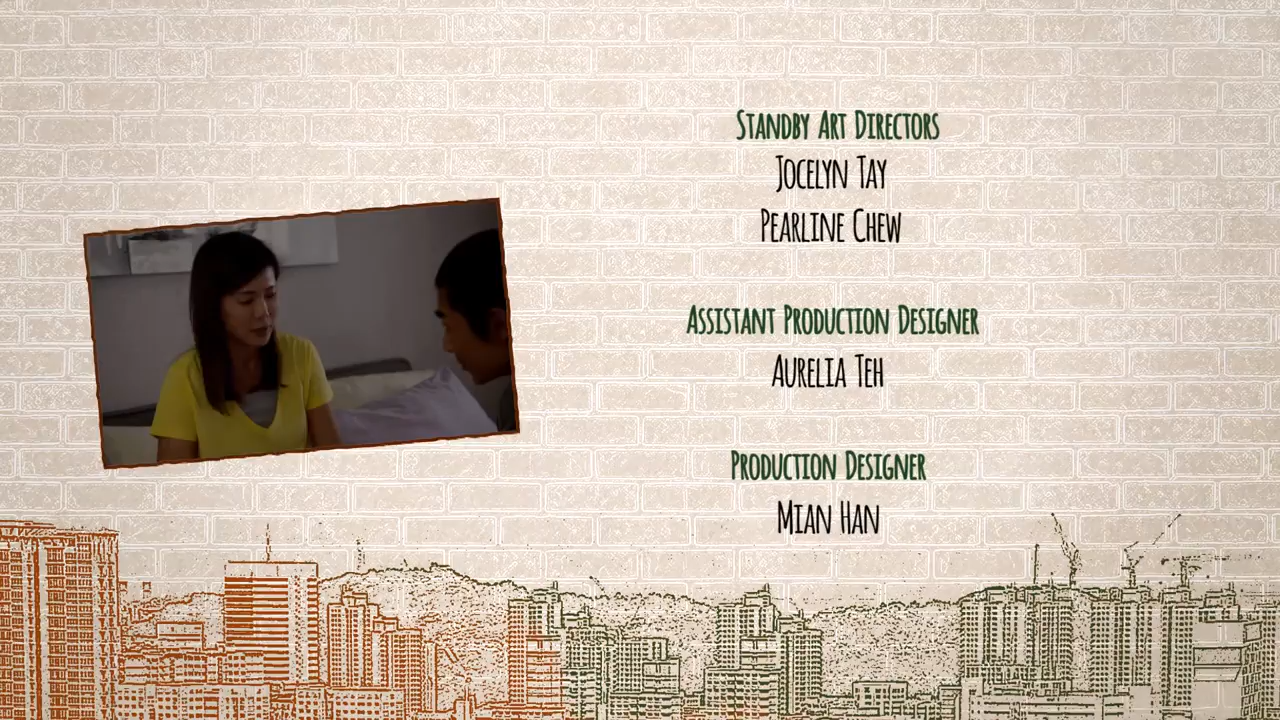 Standby Art Directors
Jocelyn Tay
Pearline Chew
Assistant Production Designer
Aurelia Teh
Production Designer
Mian Han